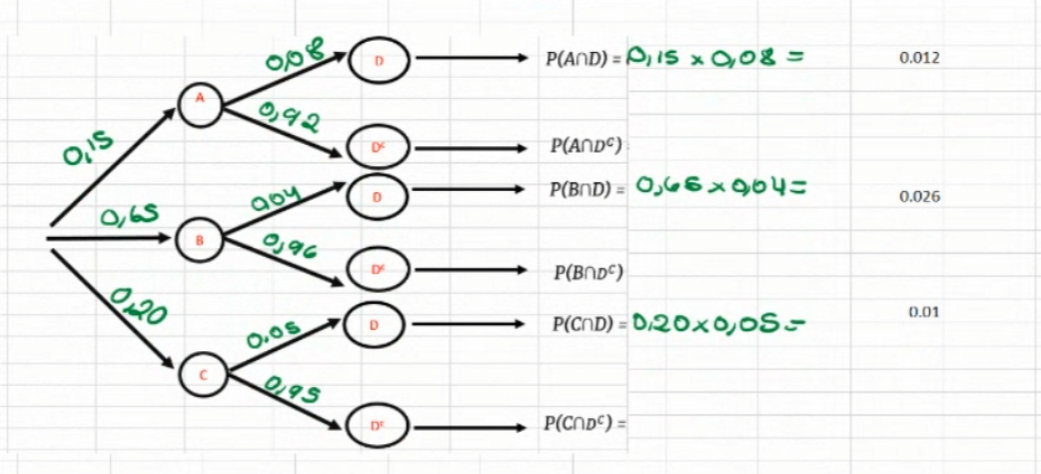 0,08 D P(A∩D) = 0,15 x 0,08 = 0.012
A
0,92
0,15 Dᶜ P(A∩Dᶜ)
0,04 D P(B∩D) = 0,65 x 0,04 = 0.026
0,65
B
0,96
Dᶜ P(B∩Dᶜ)
0,20
0.05 D P(C∩D) = 0,20 x 0,05 = 0.01
C
0,95
Dᶜ P(C∩Dᶜ) =